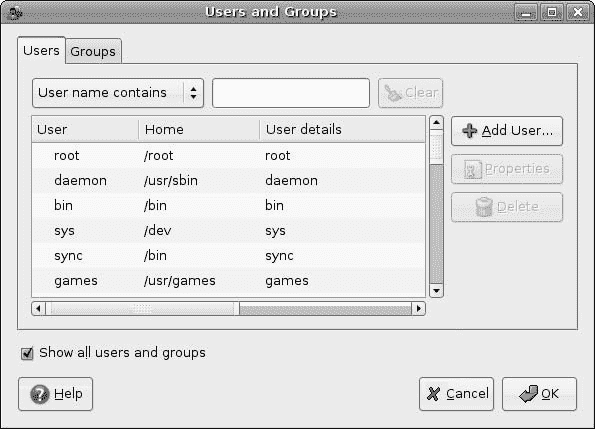 Users and Groups
Users Groups
User name contains Clear
User Home User details
root /root root
daemon /usr/sbin daemon
bin /bin bin
sys /dev sys
sync /bin sync
games /usr/games games
Add User...
Properties
Delete
Show all users and groups
Help Cancel OK